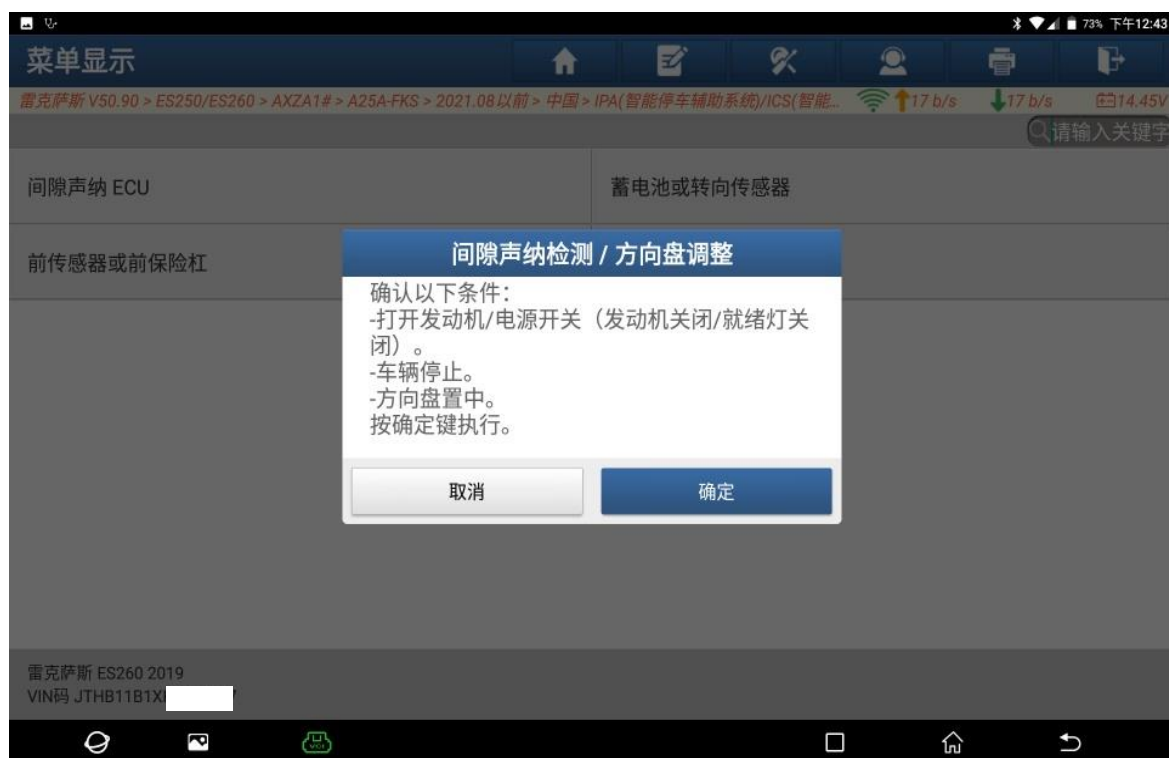 73% 下午12:43
菜单显示
雷克萨斯 V50.90 > ES250/ES260 > AXZA1# > A25A-FKS > 2021.08以前 > 中国 > IPA(智能停车辅助系统)/ICS(智能... 17 b/s 17 b/s 14.45V
请输入关键字
间隙声纳 ECU 蓄电池或转向传感器
前传感器或前保险杠
间隙声纳检测 / 方向盘调整
确认以下条件：
-打开发动机/电源开关（发动机关闭/就绪灯关
闭）。
-车辆停止。
-方向盘置中。
按确定键执行。
取消 确定
雷克萨斯 ES260 2019
VIN码 JTHB11B1X
VCI